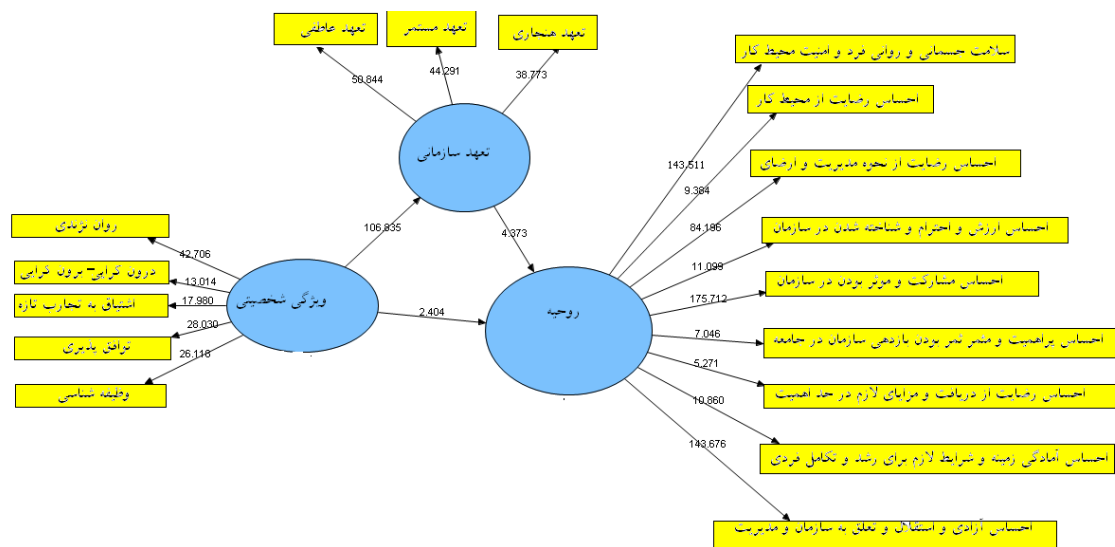 تعهد عاطفی
تعهد مستمر
تعهد هنجاری
50.844
44.291
38.773
تعهد سازمانی
سلامت جسمانی و روانی فرد و امنیت محیط کار
احساس رضایت از محیط کار
احساس رضایت از نحوه مدیریت و ارضای
احساس ارزش و احترام و شناخته شدن در سازمان
احساس مشارکت و موثر بودن در سازمان
احساس پراهمیت و مثمر ثمر بودن بازدهی سازمان در جامعه
احساس رضایت از دریافت و مزایای لازم در حد اهمیت
احساس آمادگی زمینه و شرایط لازم برای رشد و تکامل فردی
احساس آزادی و استقلال و تعلق به سازمان و مدیریت
143.511
9.384
84.196
11.099
175.712
7.046
5.271
10.860
143.676
روحیه
106.835
4.373
2.404
ویژگی شخصیتی
روان نژندی
درون گرایی-برون گرایی
اشتیاق به تجارب تازه
توافق پذیری
وظیفه شناسی
42.706
13.014
17.980
28.030
26.118